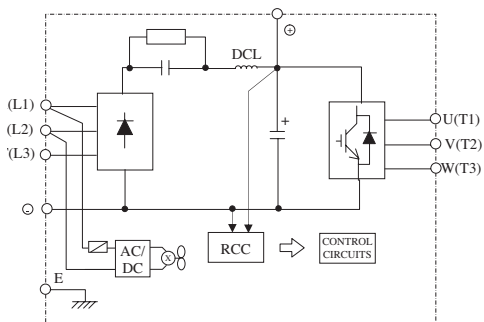 ⊕
DCL
(L1)
(L2)
'(L3)
+
U(T1)
V(T2)
W(T3)
⊖
AC/
DC
X
RCC
CONTROL
CIRCUITS
E